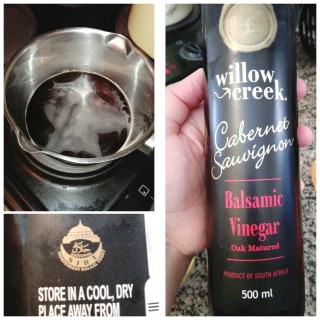 willow
creek.
Cabernet
Sauvignon
Balsamic
Vinegar
Oak Matured
PRODUCT OF SOUTH AFRICA
500 ml
STORE IN A COOL, DRY
PLACE AWAY FROM